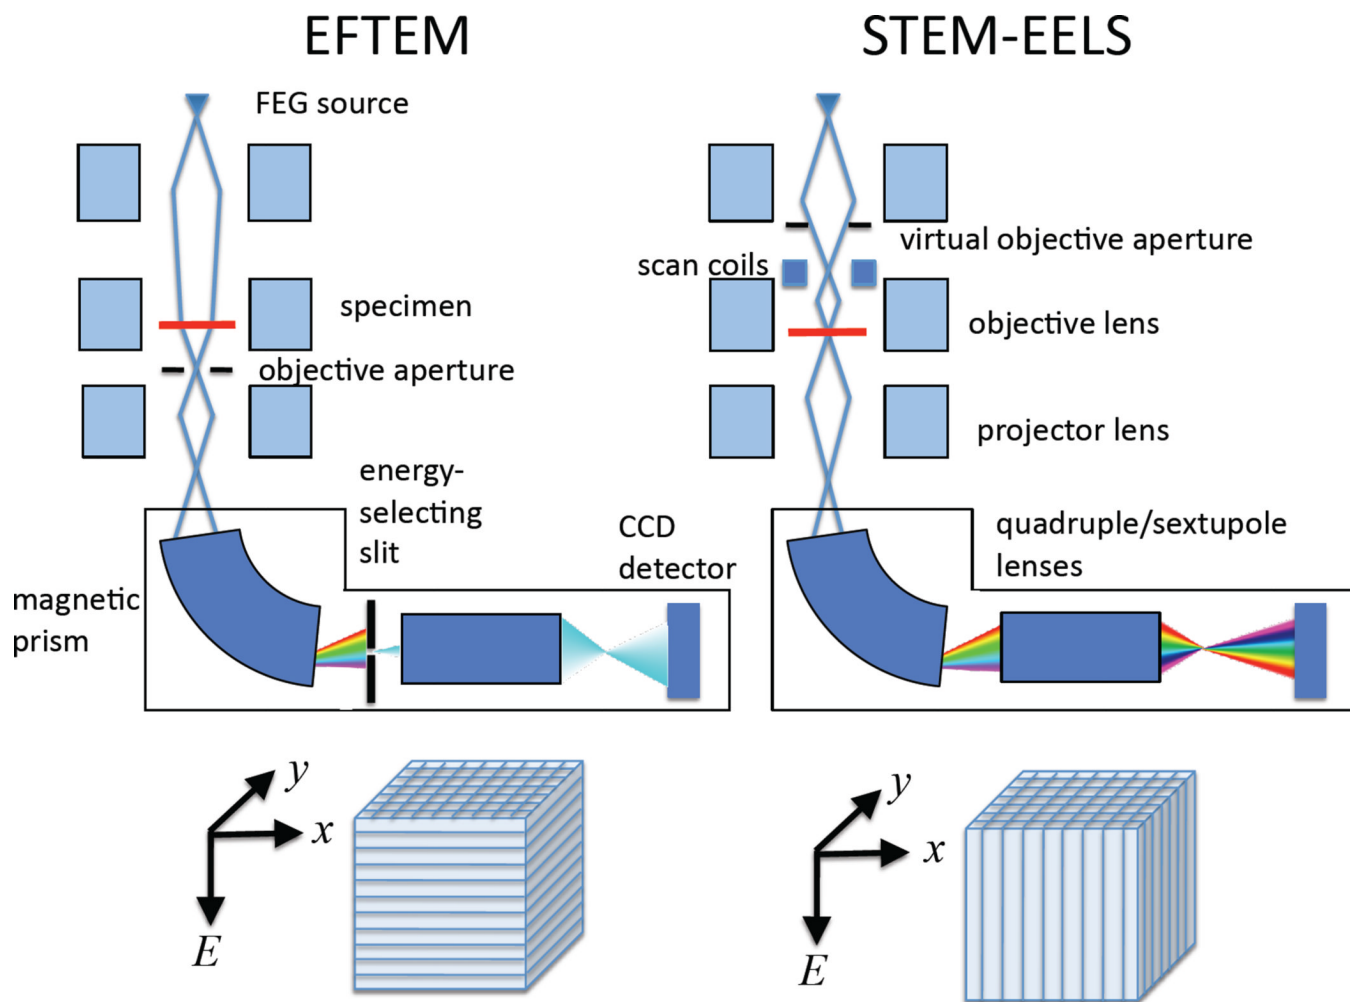 EFTEM
FEG source
specimen
objective aperture
energy-
selecting
slit
CCD
detector
magnetic
prism
y
x
E
STEM-EELS
virtual objective aperture
scan coils
objective lens
projector lens
quadruple/sextupole
lenses
y
x
E